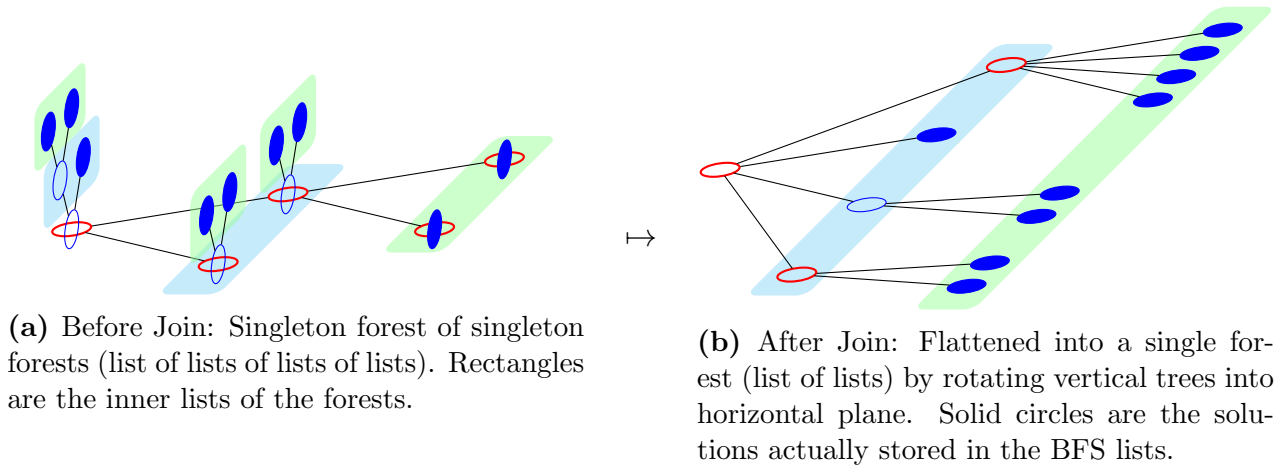 ↦
(a) Before Join: Singleton forest of singleton
forests (list of lists of lists of lists). Rectangles
are the inner lists of the forests.
(b) After Join: Flattened into a single for-
est (list of lists) by rotating vertical trees into
horizontal plane. Solid circles are the solu-
tions actually stored in the BFS lists.